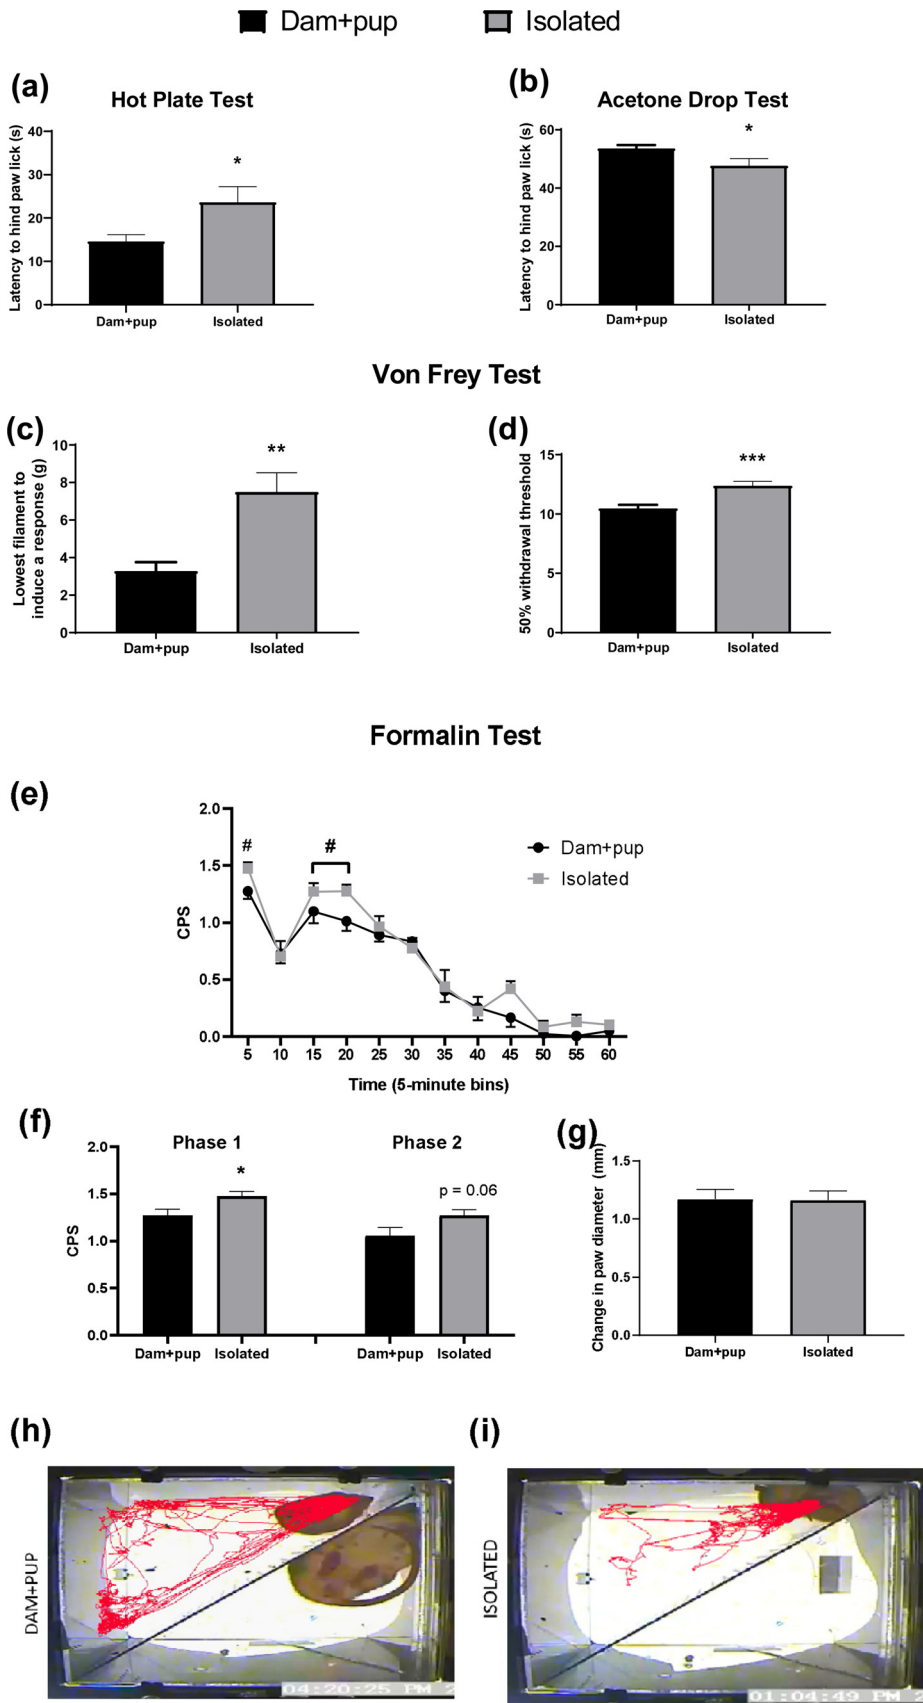 Dam+pup Isolated
(a) Hot Plate Test
Latency to hind paw lick (s)
40
30
20
10
0
Dam+pup Isolated
*
(b) Acetone Drop Test
Latency to hind paw lick (s)
60
40
20
0
Dam+pup Isolated
*
Von Frey Test
(c)
Lowest filament to
induce a response (g)
10
8
6
4
2
0
Dam+pup Isolated
**
(d)
50% withdrawal threshold
15
10
5
0
Dam+pup Isolated
***
Formalin Test
(e)
CPS
2.0
1.5
1.0
0.5
0.0
# #
Dam+pup
Isolated
5 10 15 20 25 30 35 40 45 50 55 60
Time (5-minute bins)
(f)
Phase 1 Phase 2
CPS
2.0
1.5
1.0
0.5
0.0
*
p = 0.06
Dam+pup Isolated Dam+pup Isolated
(g)
Change in paw diameter (mm)
1.5
1.0
0.5
0.0
Dam+pup Isolated
(h)
DAM+PUP
04:20:25 PM 2
(i)
ISOLATED
01:04:49 PM 2